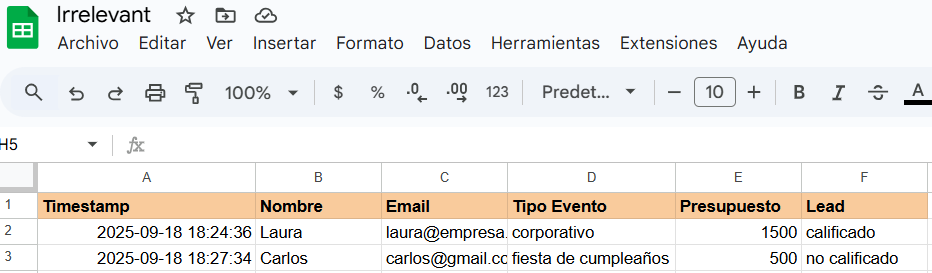 Irrelevant
Archivo Editar Ver Insertar Formato Datos Herramientas Extensiones Ayuda
100% $ % .0 .00 123 Predet... 10 B I S A
H5 fx
A B C D E F
1 Timestamp Nombre Email Tipo Evento Presupuesto Lead
2 2025-09-18 18:24:36 Laura laura@empresa. corporativo 1500 calificado
3 2025-09-18 18:27:34 Carlos carlos@gmail.co fiesta de cumpleaños 500 no calificado